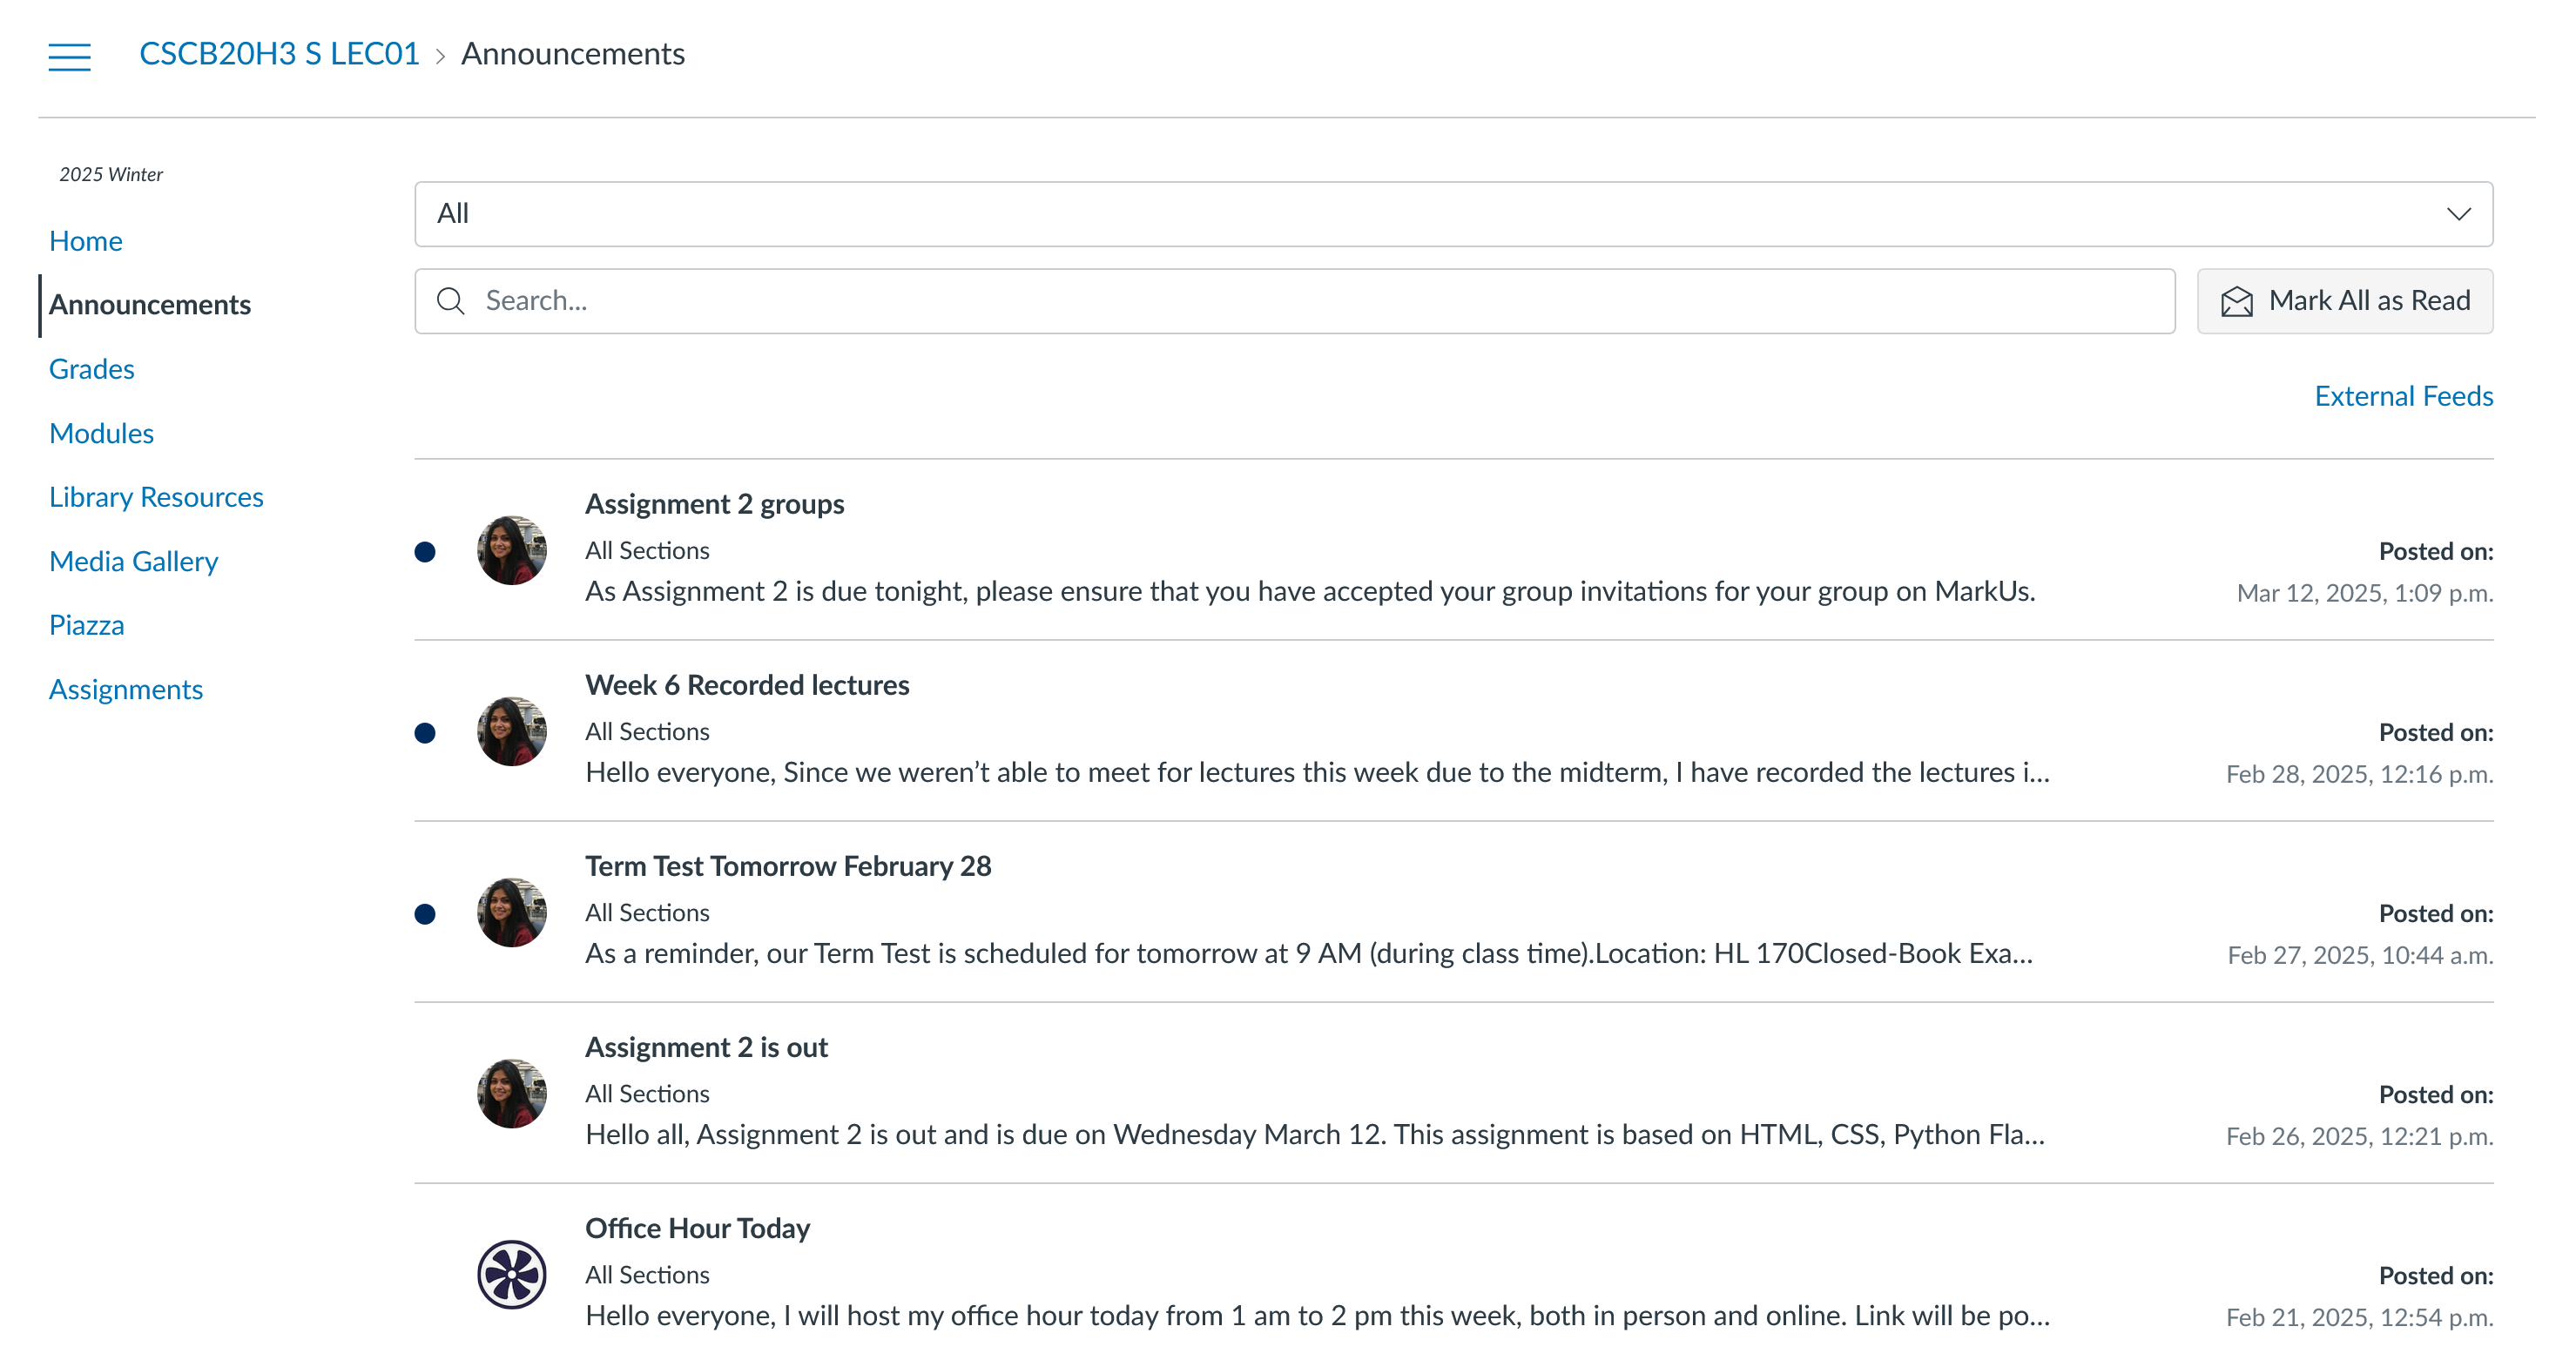 CSCB20H3 S LEC01 > Announcements
2025 Winter
Home
Announcements
Grades
Modules
Library Resources
Media Gallery
Piazza
Assignments
All
Search...
Mark All as Read
External Feeds
Assignment 2 groups
All Sections
As Assignment 2 is due tonight, please ensure that you have accepted your group invitations for your group on MarkUs.
Posted on:
Mar 12, 2025, 1:09 p.m.
Week 6 Recorded lectures
All Sections
Hello everyone, Since we weren’t able to meet for lectures this week due to the midterm, I have recorded the lectures i...
Posted on:
Feb 28, 2025, 12:16 p.m.
Term Test Tomorrow February 28
All Sections
As a reminder, our Term Test is scheduled for tomorrow at 9 AM (during class time).Location: HL 170Closed-Book Exa...
Posted on:
Feb 27, 2025, 10:44 a.m.
Assignment 2 is out
All Sections
Hello all, Assignment 2 is out and is due on Wednesday March 12. This assignment is based on HTML, CSS, Python Fla...
Posted on:
Feb 26, 2025, 12:21 p.m.
Office Hour Today
All Sections
Hello everyone, I will host my office hour today from 1 am to 2 pm this week, both in person and online. Link will be po...
Posted on:
Feb 21, 2025, 12:54 p.m.